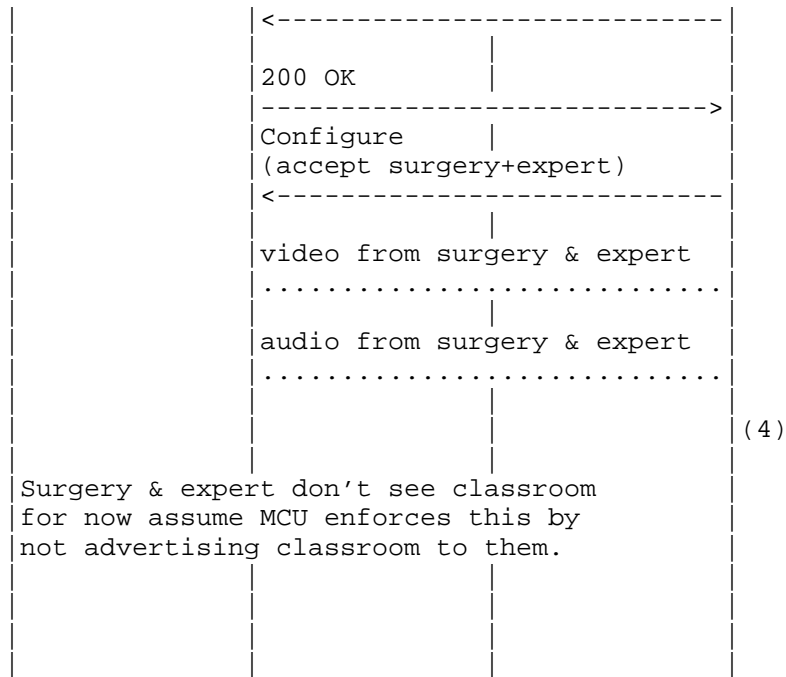 200 OK
Configure
(accept surgery+expert)
video from surgery & expert
audio from surgery & expert
(4)
Surgery & expert don't see classroom
for now assume MCU enforces this by
not advertising classroom to them.